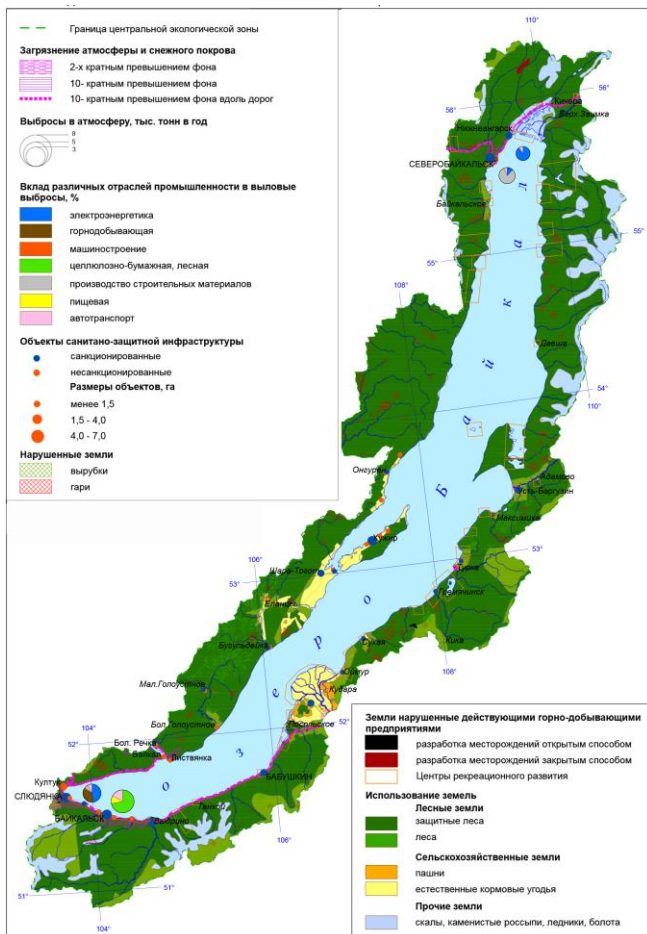 Граница центральной экологической зоны
Загрязнение атмосферы и снежного покрова
2-х кратным превышением фона
10- кратным превышением фона
10- кратным превышением фона вдоль дорог
Выбросы в атмосферу, тыс. тонн в год
8
5
3
Вклад различных отраслей промышленности в выловые
выбросы, %
электроэнергетика
горнодобывающая
машиностроение
целлюлозно-бумажная, лесная
производство строительных материалов
пищевая
автотранспорт
Объекты санитано-защитной инфраструктуры
санкционированные
несанкционированные
Размеры объектов, га
менее 1,5
1,5 - 4,0
4,0 - 7,0
Нарушенные земли
вырубки
гари
110°
56°
56°
Кичера
Верх. Заимка
Нижнеангарск
СЕВЕРОБАЙКАЛЬСК
Байкальское
55°
55°
108°
Давша
54°
110°
Онгурен
Адамово
Усть-Баргузин
Максимиха
Хужир
53°
106°
Шара-Тогот
53°
Турка
Гремячинск
Еланцы
Бугульдейка
Сухая
Кика
108°
Мал.Голоустное
Оймур
Кудара
Бол.Голоустное
Посольское
52°
104°
52°
Бол. Речка
Байкал
Листвянка
Култук
СЛЮДЯНКА
БАБУШКИН
БАЙКАЛЬСК
Выдрино
Танхой
106°
51°
51°
104°
о з е р о Б а й к а л
Земли нарушенные действующими горно-добывающими
предприятиями
разработка месторождений открытым способом
разработка месторождений закрытым способом
Центры рекреационного развития
Использование земель
Лесные земли
защитные леса
леса
Сельскохозяйственные земли
пашни
естественные кормовые угодья
Прочие земли
скалы, каменистые россыпи, ледники, болота